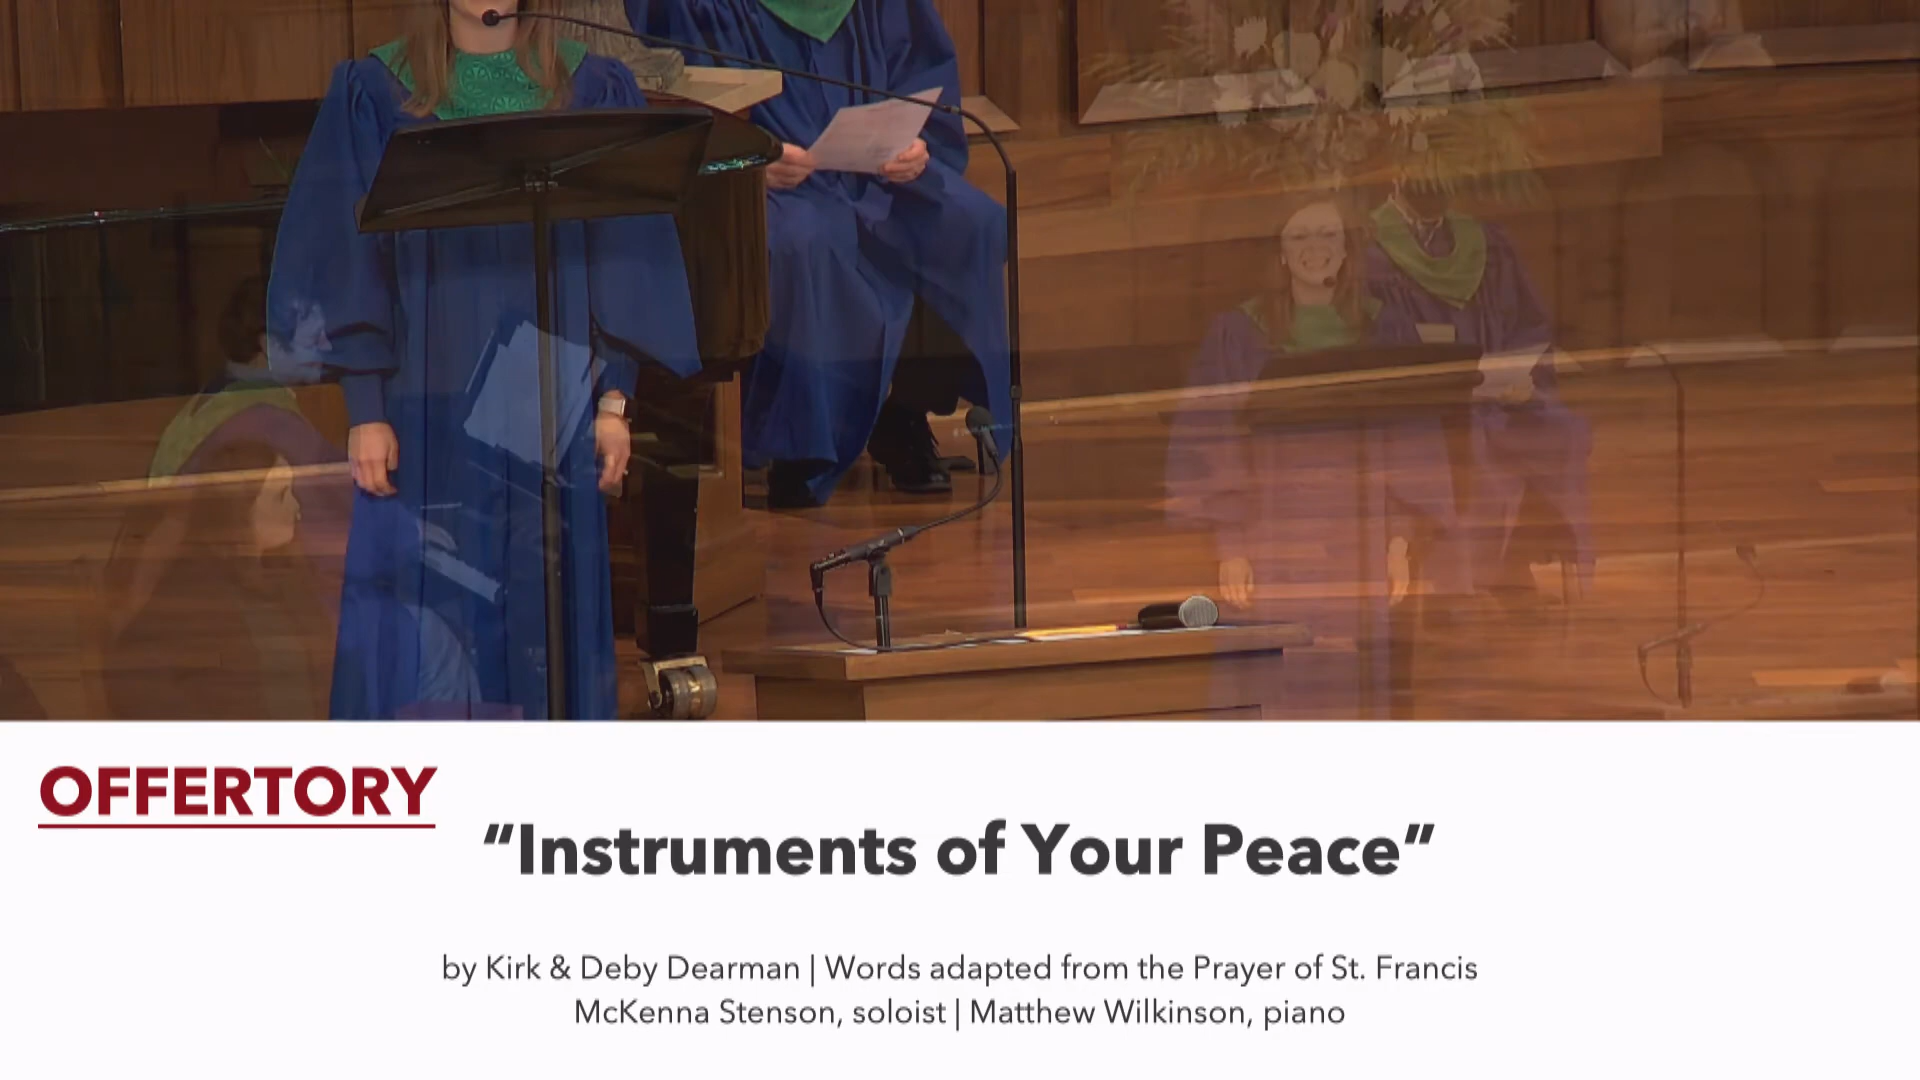 OFFERTORY
“Instruments of Your Peace”
by Kirk & Deby Dearman | Words adapted from the Prayer of St. Francis
McKenna Stenson, soloist | Matthew Wilkinson, piano